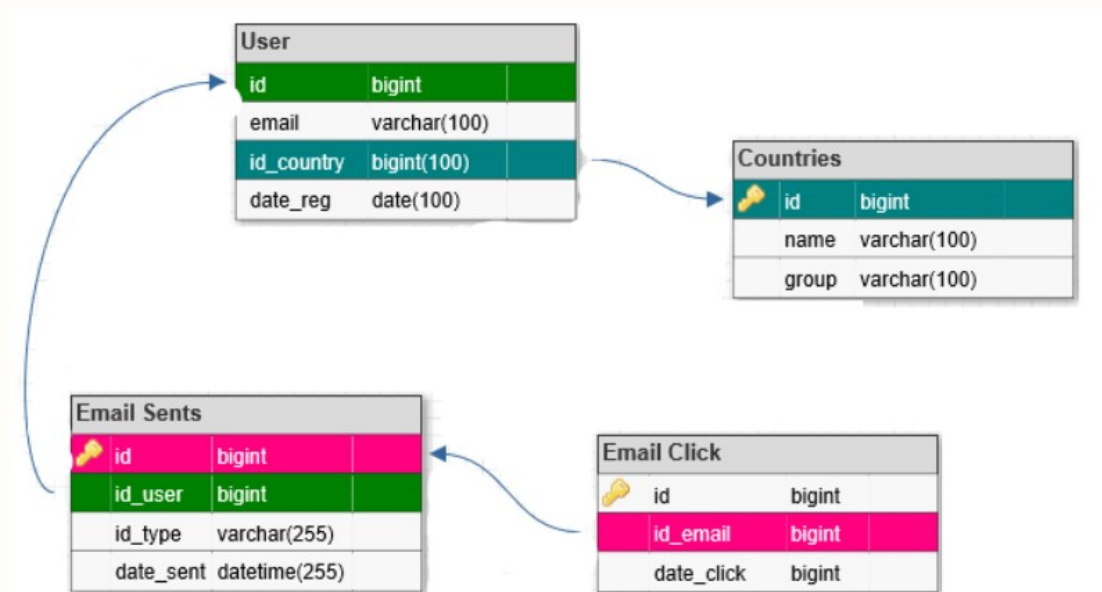 User
id bigint
email varchar(100)
id_country bigint(100)
date_reg date(100)
Countries
id bigint
name varchar(100)
group varchar(100)
Email Sents
id bigint
id_user bigint
id_type varchar(255)
date_sent datetime(255)
Email Click
id bigint
id_email bigint
date_click bigint